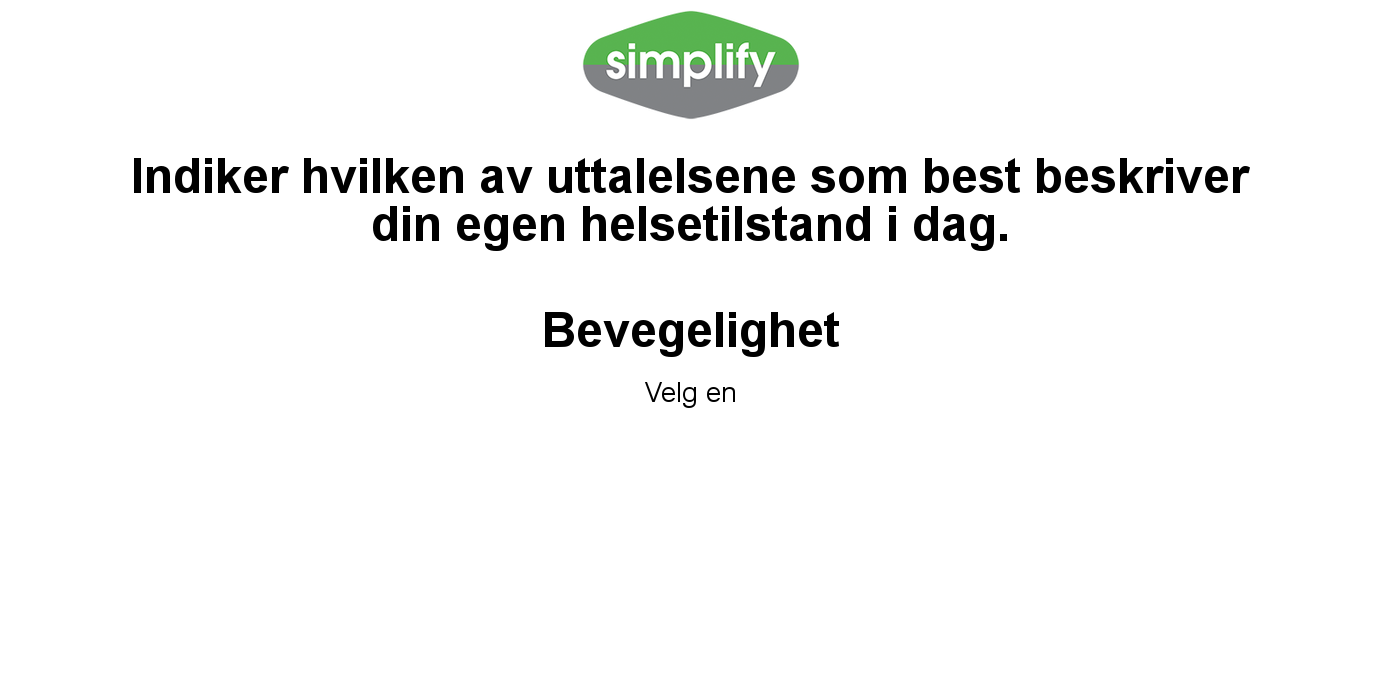 simplify
Indiker hvilken av uttalelsene som best beskriver
din egen helsetilstand i dag.
Bevegelighet
Velg en